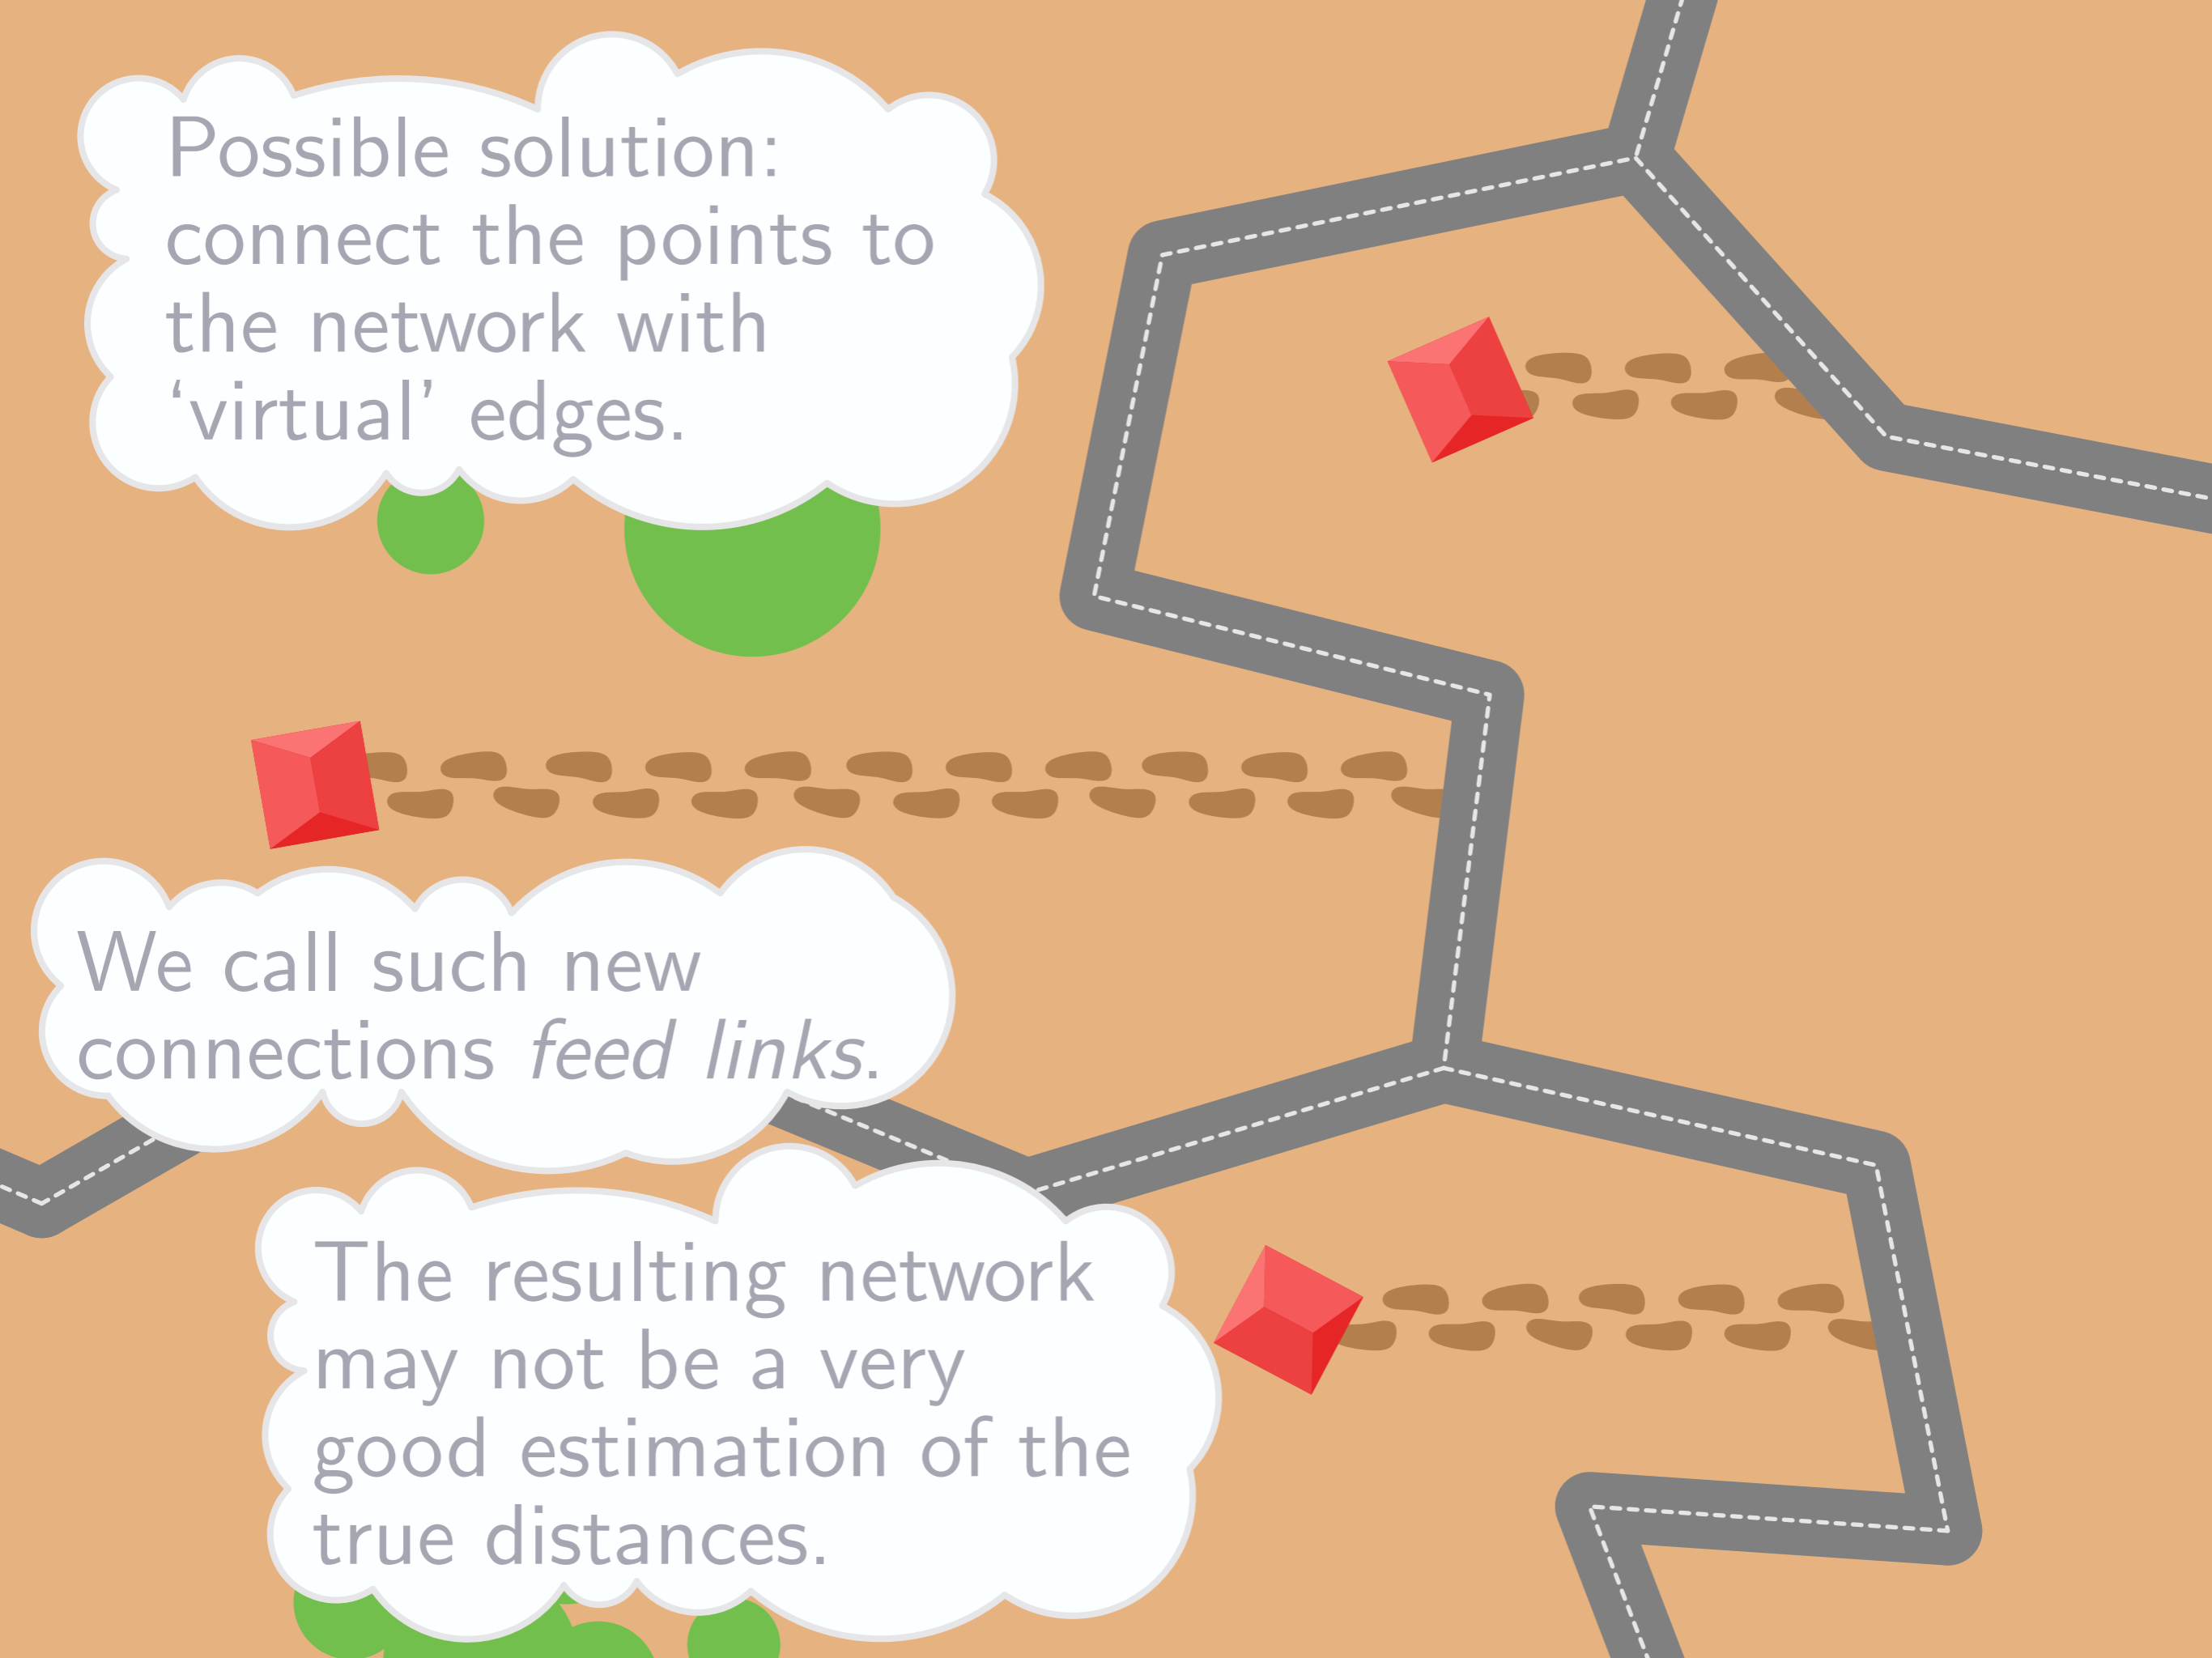 Possible solution:
connect the points to
the network with
‘virtual’ edges.
We call such new
connections feed links.
The resulting network
may not be a very
good estimation of the
true distances.